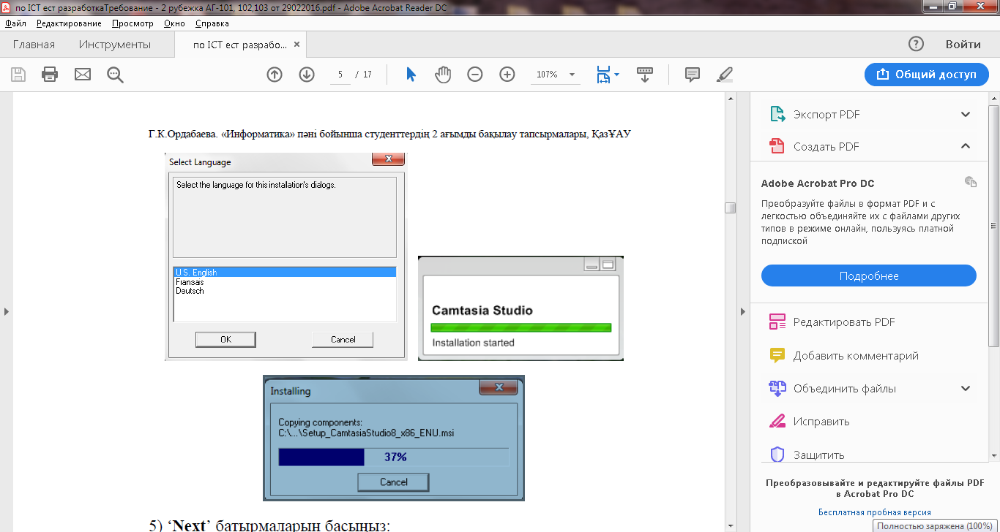 по ICT ест разработкаТребование - 2 рубежка АГ-101, 102,103 от 29022016.pdf - Adobe Acrobat Reader DC
Файл Редактирование Просмотр Окно Справка
Главная Инструменты по ICT ест разрабо... × Войти
5 / 17 107% Общий доступ
Г.К.Ордабаева. «Информатика» пәні бойынша студенттердің 2 ағымды бақылау тапсырмалары, ҚазҰАУ
Select Language
Select the language for this installation's dialogs.
U.S. English
Fransais
Deutsch
OK Cancel
Camtasia Studio
Installation started
Installing
Copying components:
C:\...\Setup_CamtasiaStudio8_x86_ENU.msi
37%
Cancel
5) ‘Next’ батырмаларын басыңыз:
Экспорт PDF
Создать PDF
Adobe Acrobat Pro DC
Преобразуйте файлы в формат PDF и с
легкостью объединяйте их с файлами других
типов в режиме онлайн, пользуясь платной
подпиской
Подробнее
Редактировать PDF
Добавить комментарий
Объединить файлы
Исправить
Защитить
Преобразовывайте и редактируйте файлы PDF
в Acrobat Pro DC
Бесплатная пробная версия
Полностью заряжена (100%)